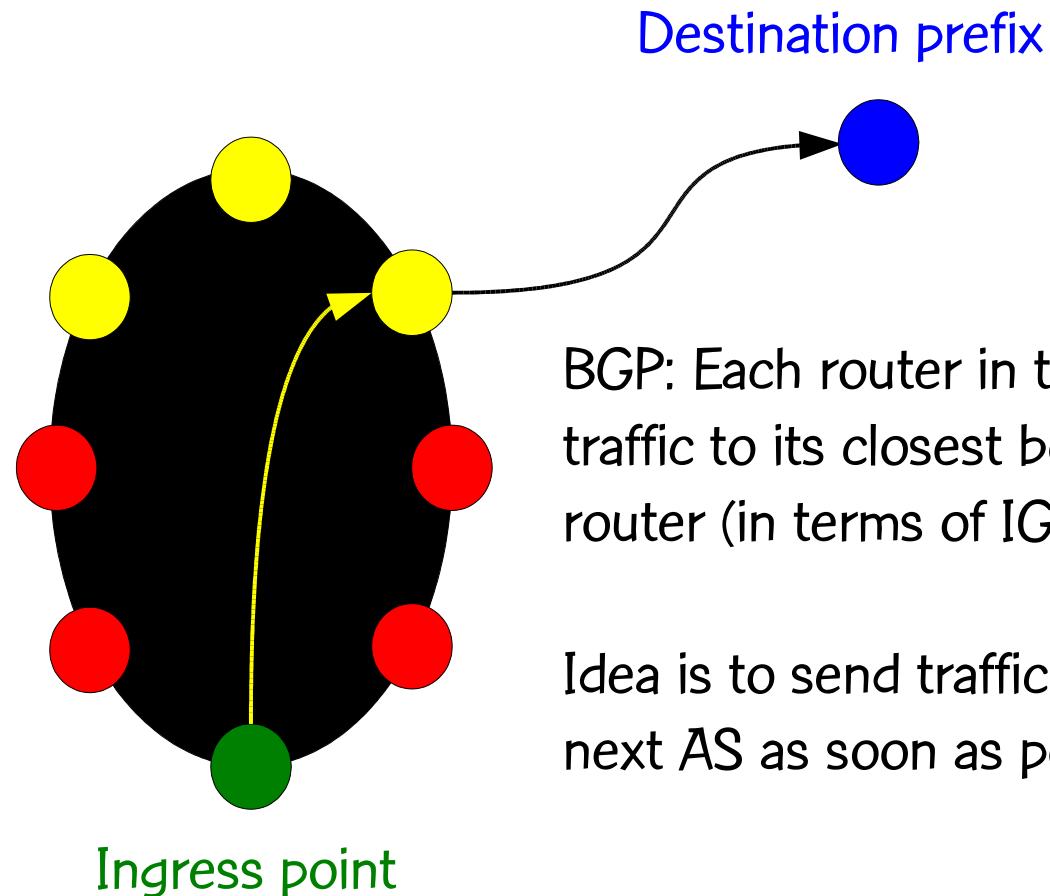 Destination prefix
BGP: Each router in t
traffic to its closest b
router (in terms of IG
Idea is to send traffic
next AS as soon as p
Ingress point